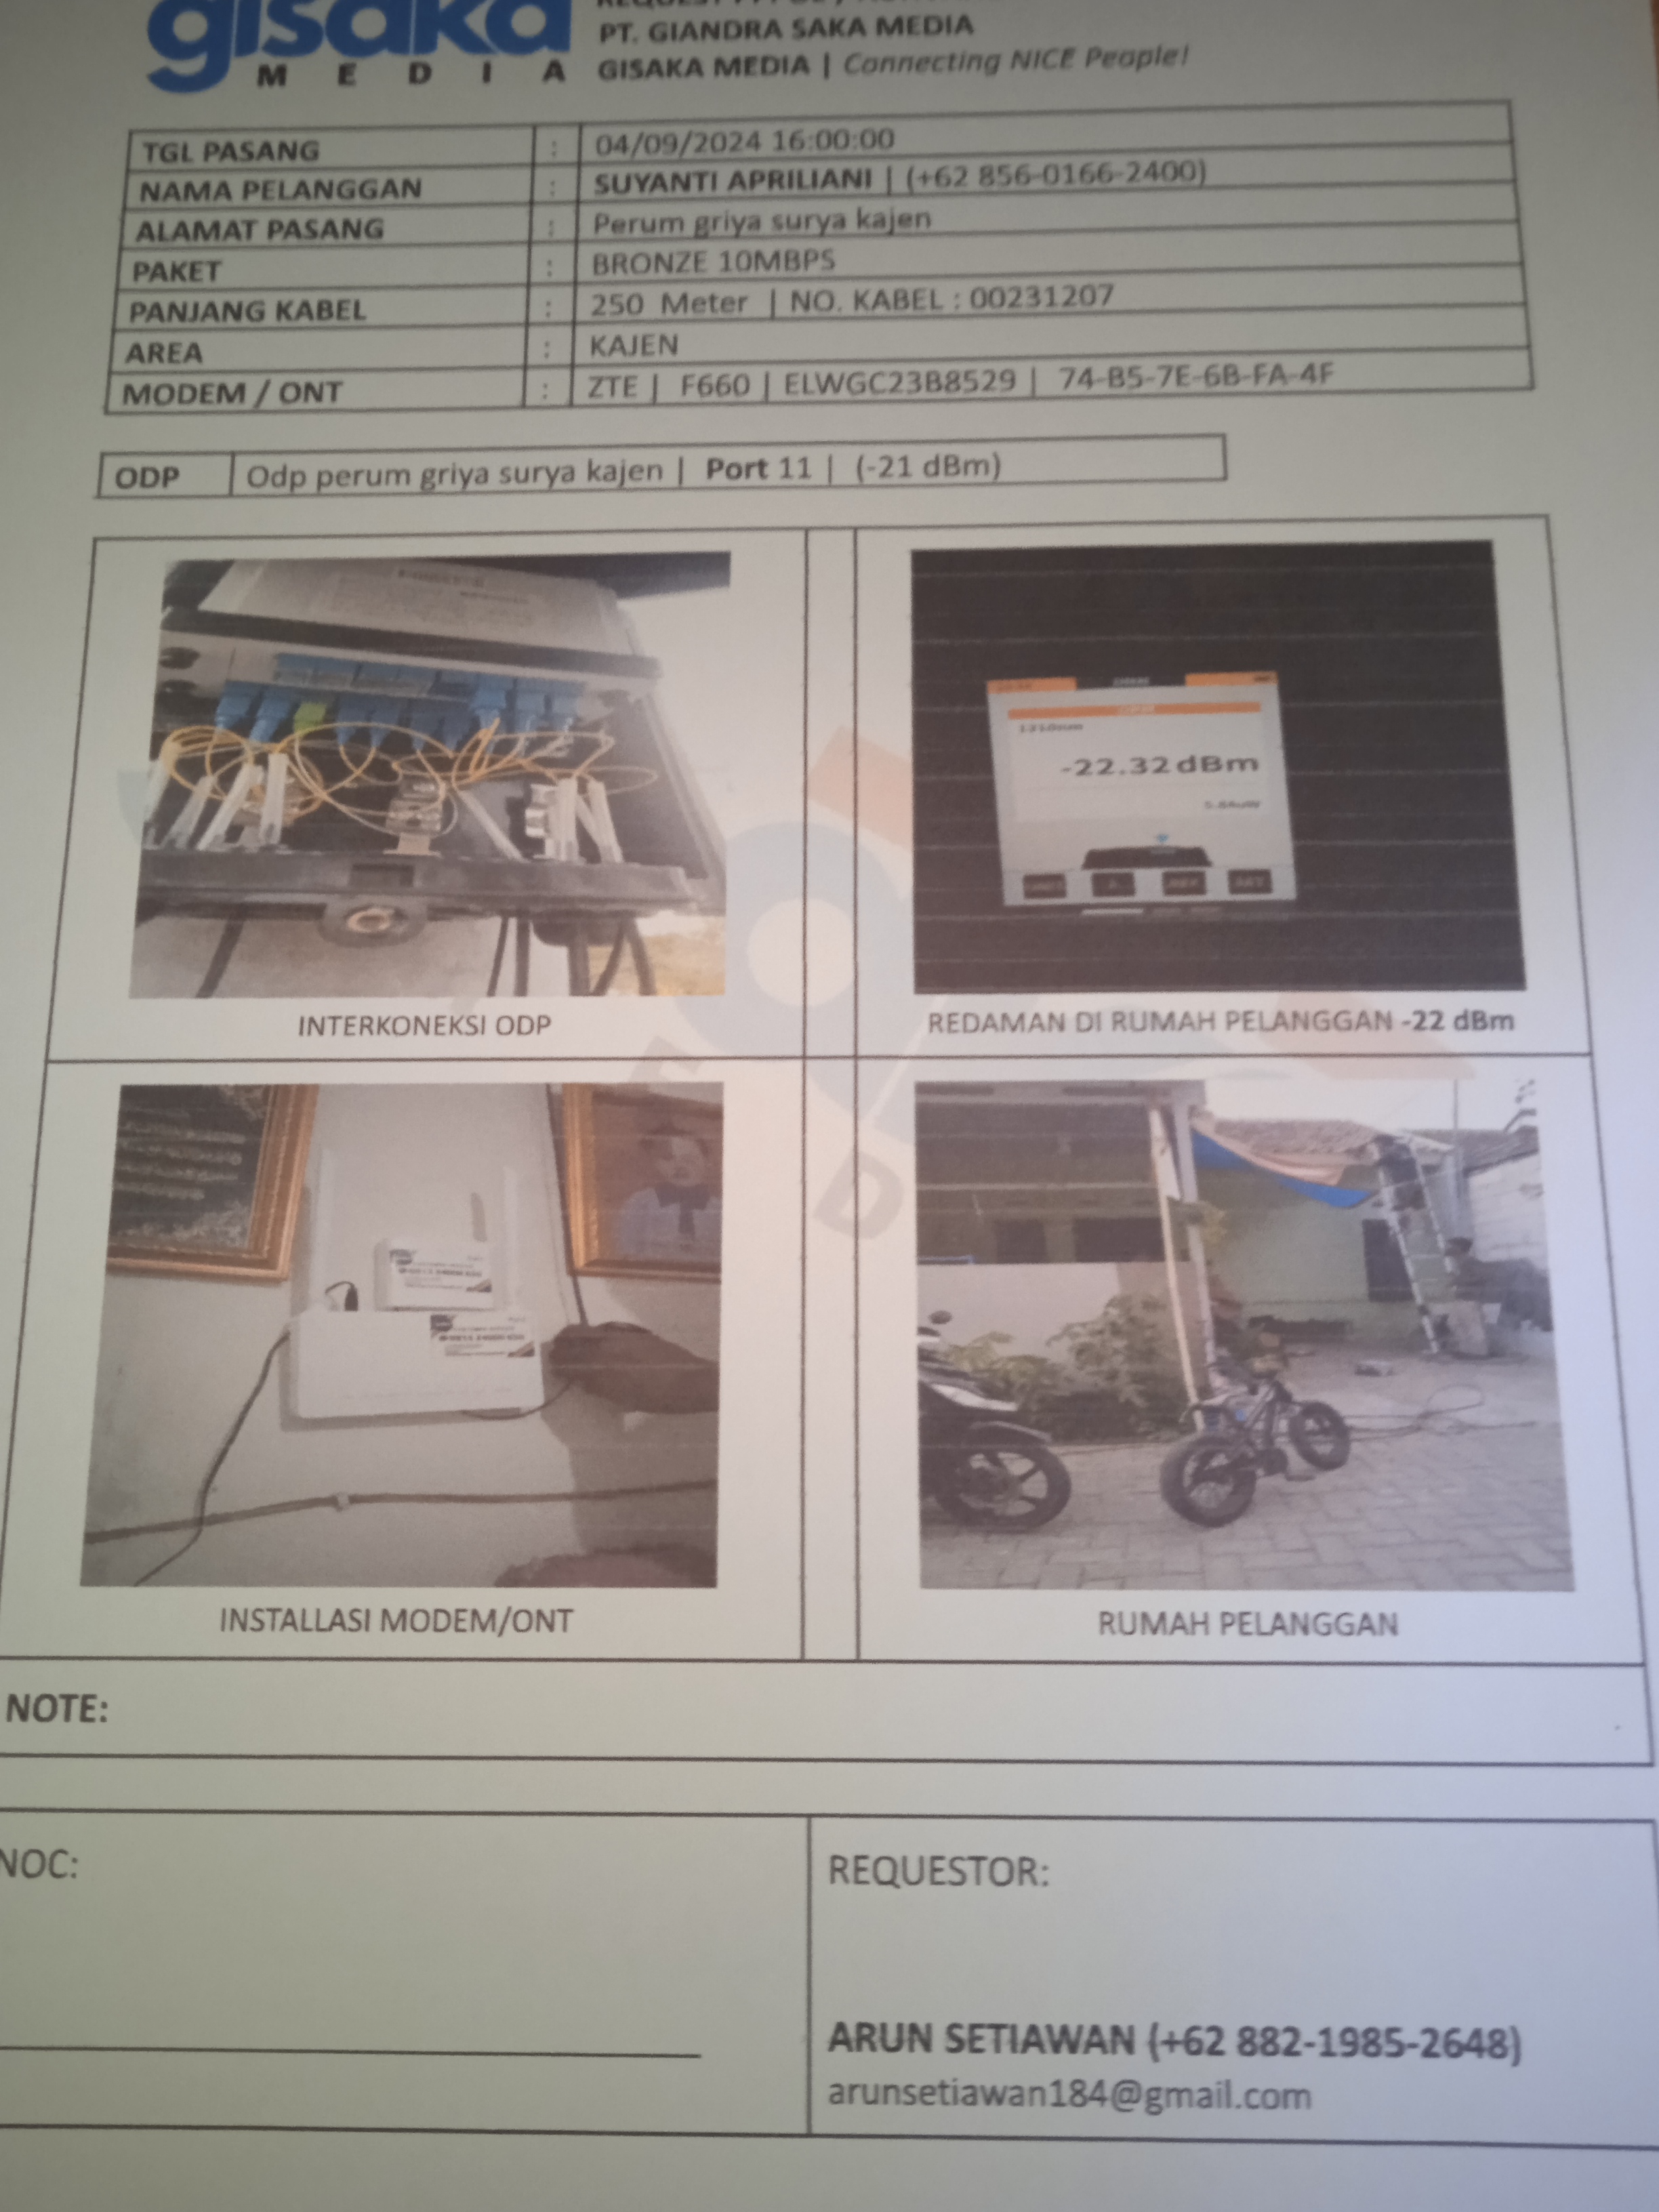 gisaka
MEDIA
PT. GIANDRA SAKA MEDIA
GISAKA MEDIA | Connecting NICE People!
TGL PASANG : 04/09/2024 16:00:00
NAMA PELANGGAN : SUYANTI APRILIANI | (+62 856-0166-2400)
ALAMAT PASANG : Perum griya surya kajen
PAKET : BRONZE 10MBPS
PANJANG KABEL : 250 Meter | NO. KABEL : 00231207
AREA : KAJEN
MODEM / ONT : ZTE | F660 | ELWGC23B8529 | 74-B5-7E-6B-FA-4F
ODP Odp perum griya surya kajen | Port 11 | (-21 dBm)
-22.32dBm
INTERKONEKSI ODP
REDAMAN DI RUMAH PELANGGAN -22 dBm
INSTALLASI MODEM/ONT
RUMAH PELANGGAN
NOTE:
NOC:
REQUESTOR:
ARUN SETIAWAN (+62 882-1985-2648)
arunsetiawan184@gmail.com